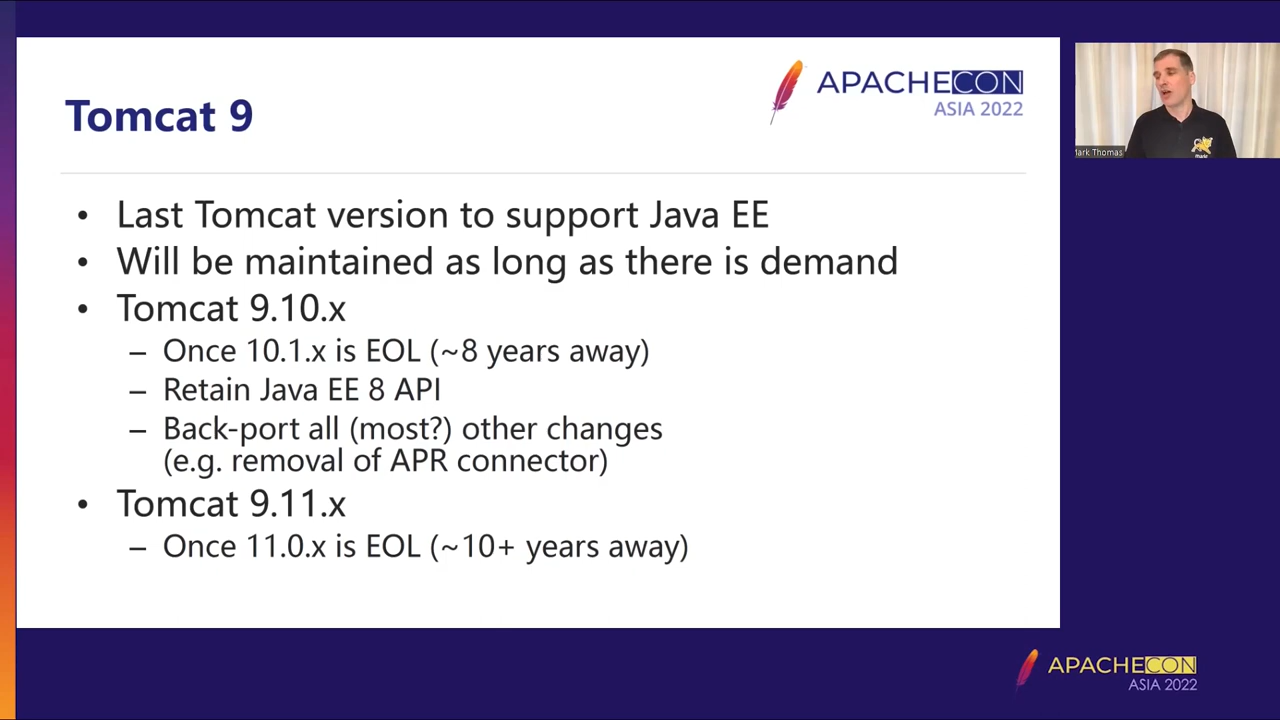 APACHECON
ASIA 2022
Tomcat 9
• Last Tomcat version to support Java EE
• Will be maintained as long as there is demand
• Tomcat 9.10.x
– Once 10.1.x is EOL (~8 years away)
– Retain Java EE 8 API
– Back-port all (most?) other changes
(e.g. removal of APR connector)
• Tomcat 9.11.x
– Once 11.0.x is EOL (~10+ years away)
Mark Thomas
APACHECON
ASIA 2022